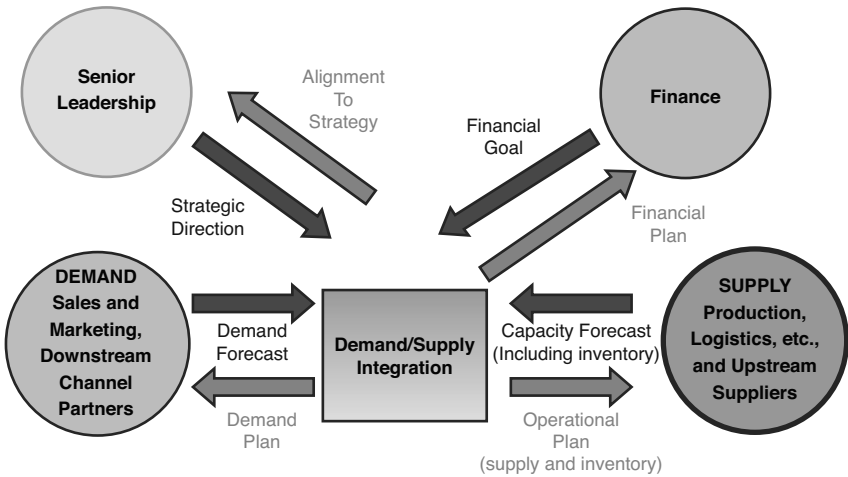 Senior
Leadership
Alignment
To
Strategy
Financial
Goal
Finance
Strategic
Direction
Financial
Plan
DEMAND
Sales and
Marketing,
Downstream
Channel
Partners
Demand
Forecast
Demand
Plan
Demand/Supply
Integration
Capacity Forecast
(Including inventory)
Operational
Plan
(supply and inventory)
SUPPLY
Production,
Logistics, etc.,
and Upstream
Suppliers